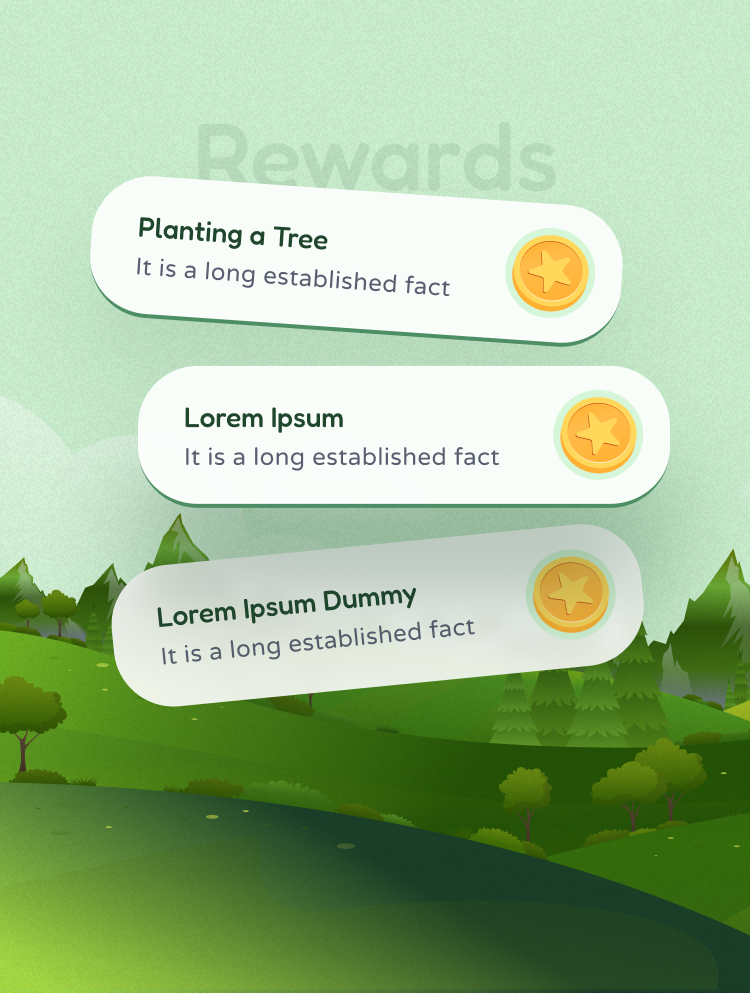 Rewards
Planting a Tree
It is a long established fact
Lorem Ipsum
It is a long established fact
Lorem Ipsum Dummy
It is a long established fact